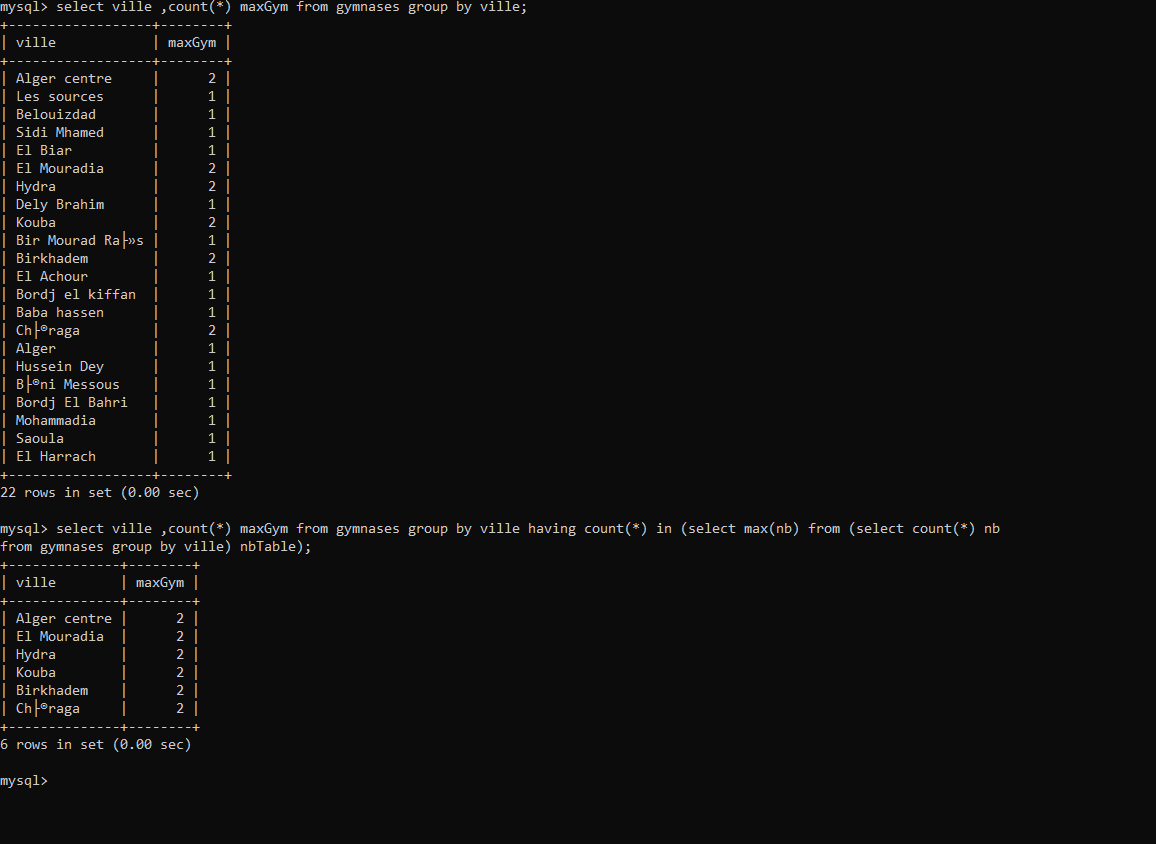 mysql> select ville ,count(*) maxGym from gymnases group by ville;
+------------------+--------+
| ville            | maxGym |
+------------------+--------+
| Alger centre     |      2 |
| Les sources      |      1 |
| Belouizdad       |      1 |
| Sidi Mhamed      |      1 |
| El Biar          |      1 |
| El Mouradia      |      2 |
| Hydra            |      2 |
| Dely Brahim      |      1 |
| Kouba            |      2 |
| Bir Mourad Ra├»s |      1 |
| Birkhadem        |      2 |
| El Achour        |      1 |
| Bordj el kiffan  |      1 |
| Baba hassen      |      1 |
| Ch├®raga         |      2 |
| Alger            |      1 |
| Hussein Dey      |      1 |
| B├®ni Messous    |      1 |
| Bordj El Bahri   |      1 |
| Mohammadia       |      1 |
| Saoula           |      1 |
| El Harrach       |      1 |
+------------------+--------+
22 rows in set (0.00 sec)
mysql> select ville ,count(*) maxGym from gymnases group by ville having count(*) in (select max(nb) from (select count(*) nb
from gymnases group by ville) nbTable);
+--------------+--------+
| ville        | maxGym |
+--------------+--------+
| Alger centre |      2 |
| El Mouradia  |      2 |
| Hydra        |      2 |
| Kouba        |      2 |
| Birkhadem    |      2 |
| Ch├®raga     |      2 |
+--------------+--------+
6 rows in set (0.00 sec)
mysql>